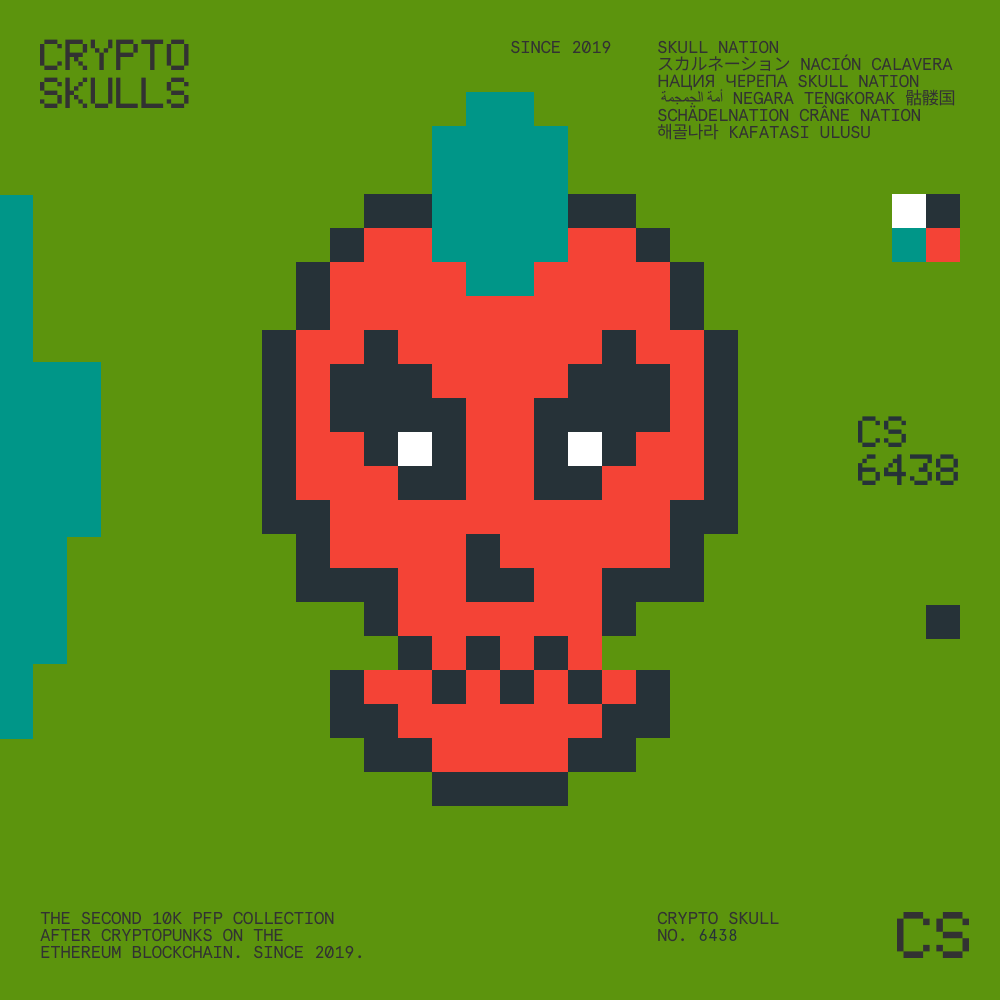 CRYPTO
SKULLS
SINCE 2019
SKULL NATION
スカルネーション NACIÓN CALAVERA
НАЦИЯ ЧЕРЕПА SKULL NATION
أمة الجمجمة NEGARA TENGKORAK 骷髅国
SCHÄDELNATION CRÂNE NATION
해골나라 KAFATASI ULUSU
CS
6438
THE SECOND 10K PFP COLLECTION
AFTER CRYPTOPUNKS ON THE
ETHEREUM BLOCKCHAIN. SINCE 2019.
CRYPTO SKULL
NO. 6438
CS